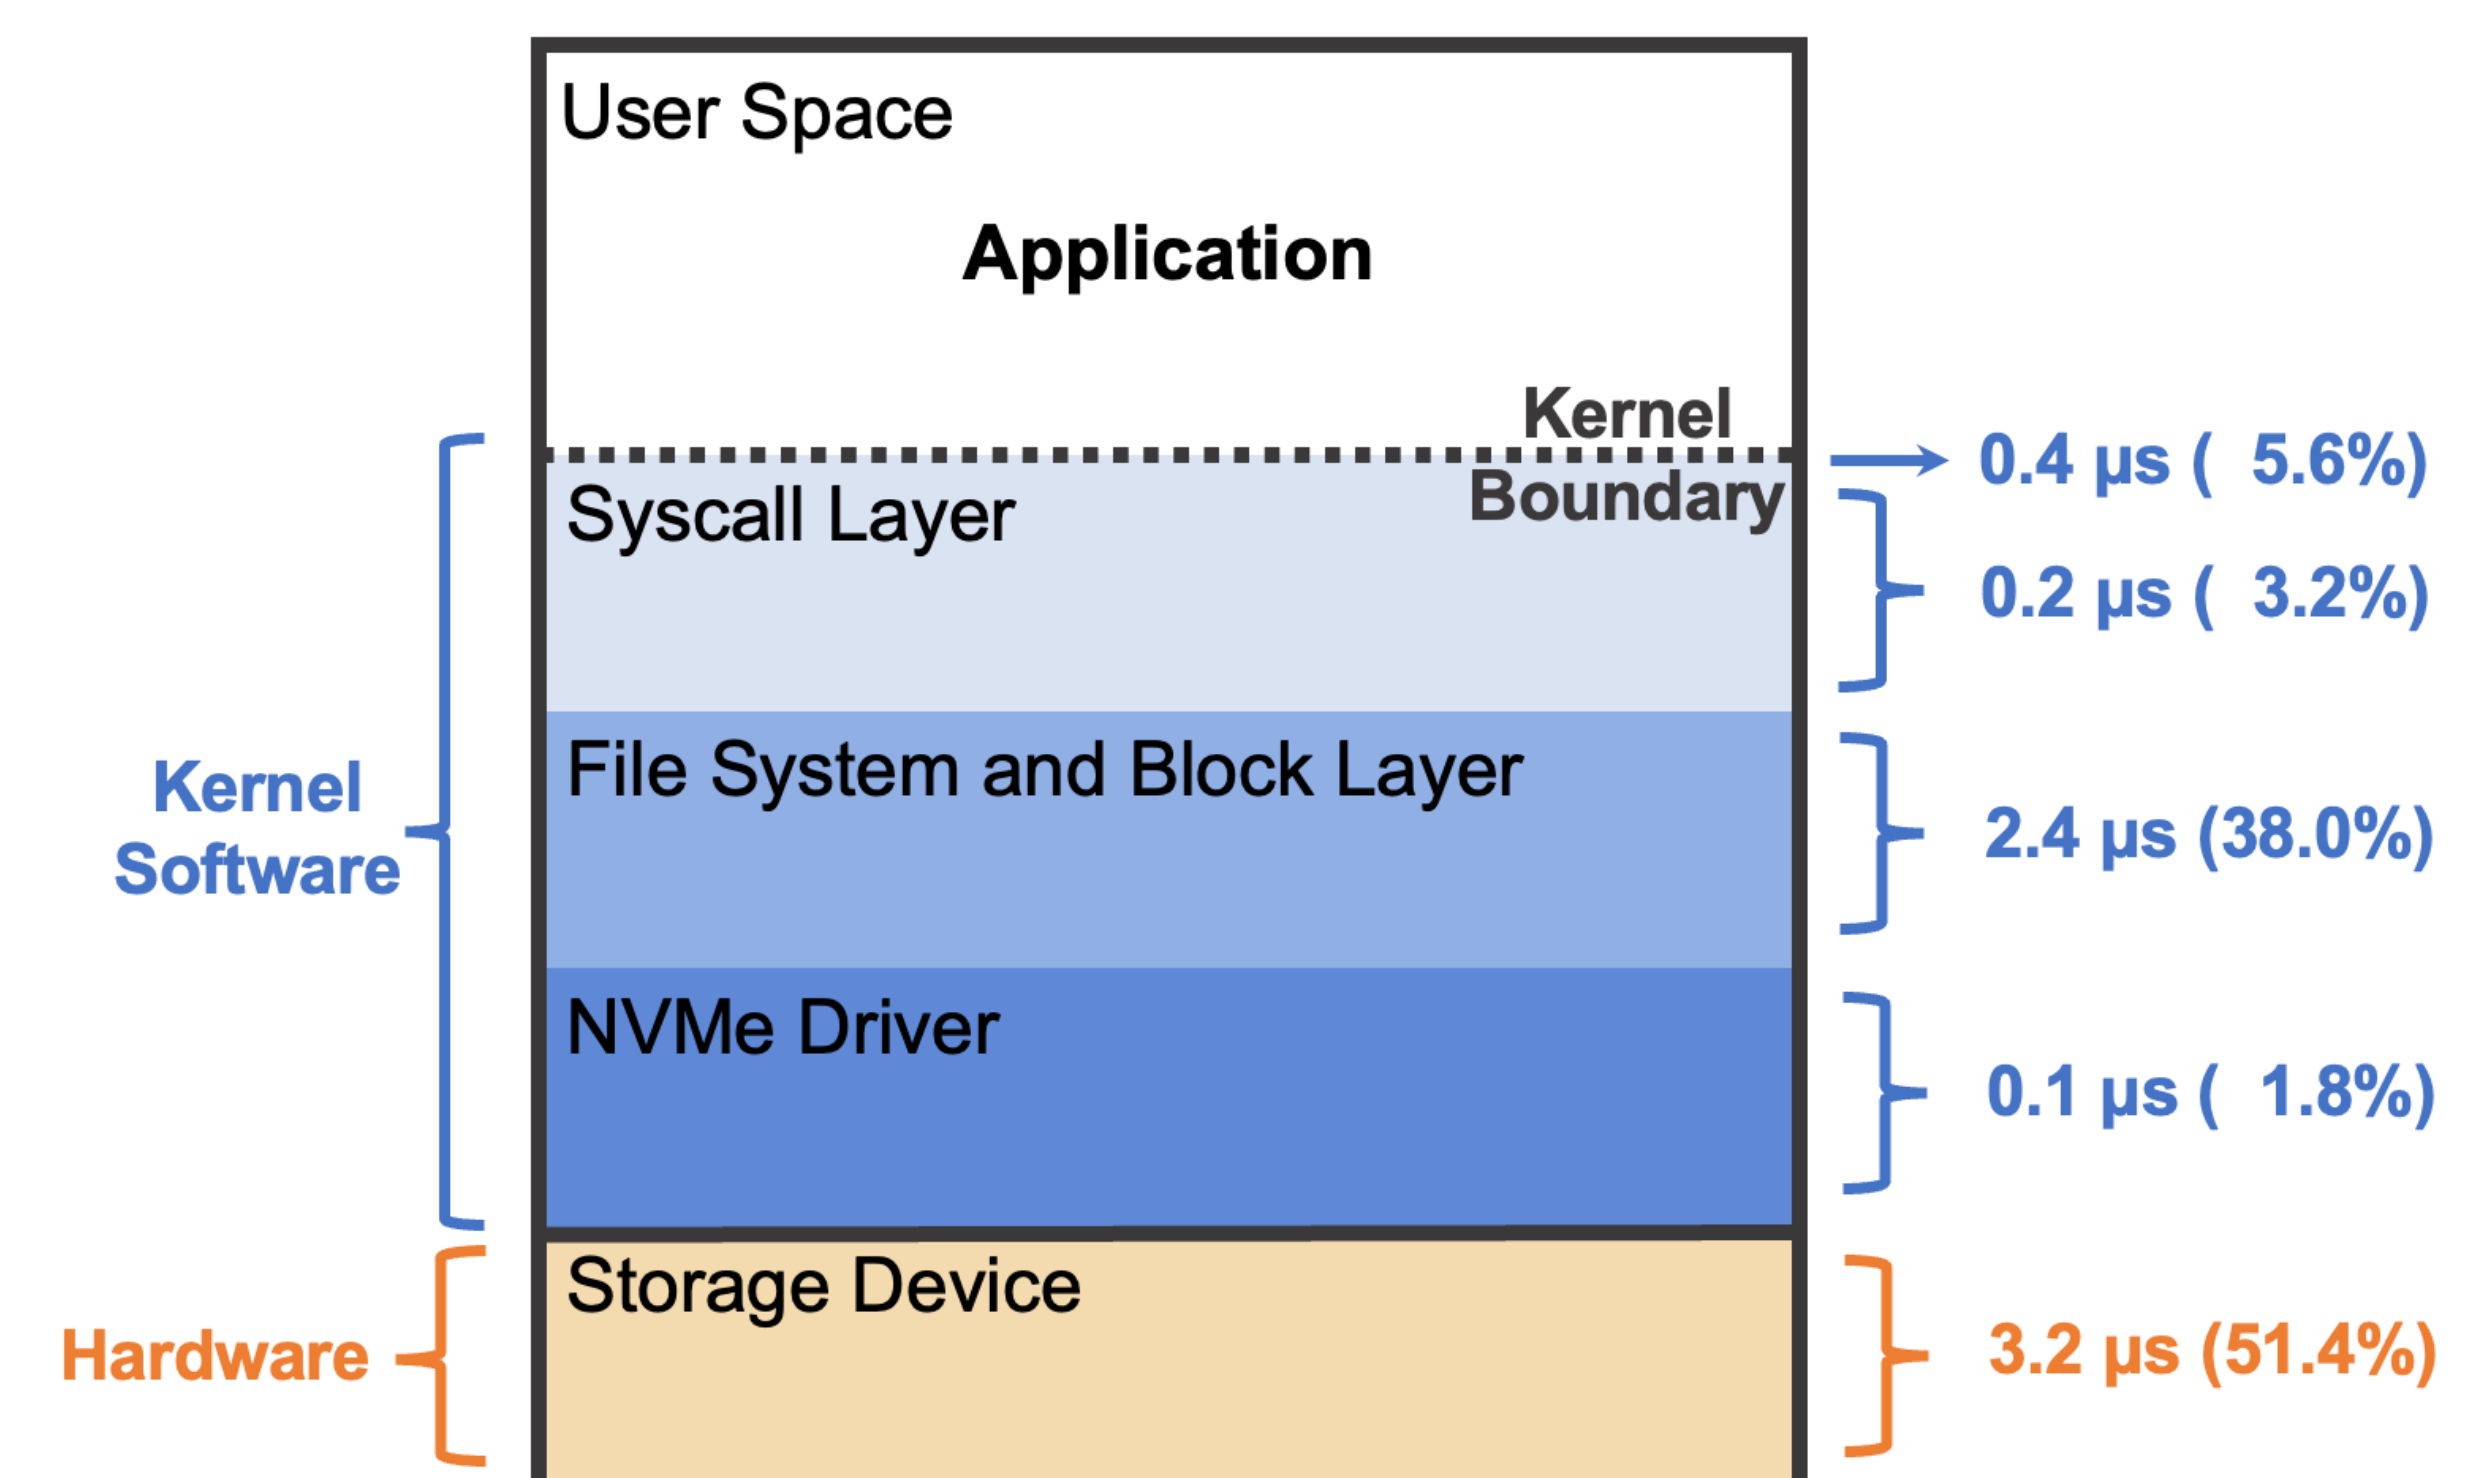 User Space
Application
Kernel
Boundary
0.4 µs ( 5.6%)
Syscall Layer
0.2 µs ( 3.2%)
Kernel
Software
File System and Block Layer
2.4 µs (38.0%)
NVMe Driver
0.1 µs ( 1.8%)
Storage Device
Hardware
3.2 µs (51.4%)